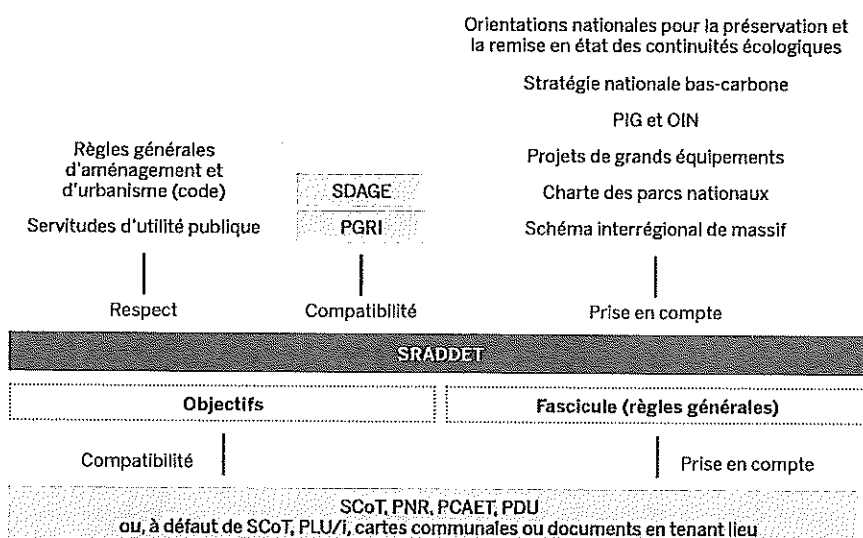 Orientations nationales pour la préservation et
la remise en état des continuités écologiques
Stratégie nationale bas-carbone
PIG et OIN
Projets de grands équipements
Charte des parcs nationaux
Schéma interrégional de massif
Règles générales
d'aménagement et
d'urbanisme (code)
Servitudes d'utilité publique
SDAGE
PGRI
Respect
Compatibilité
Prise en compte
SRADDET
Objectifs
Fascicule (règles générales)
Compatibilité
Prise en compte
SCoT, PNR, PCAET, PDU
ou, à défaut de SCoT, PLU/i, cartes communales ou documents en tenant lieu